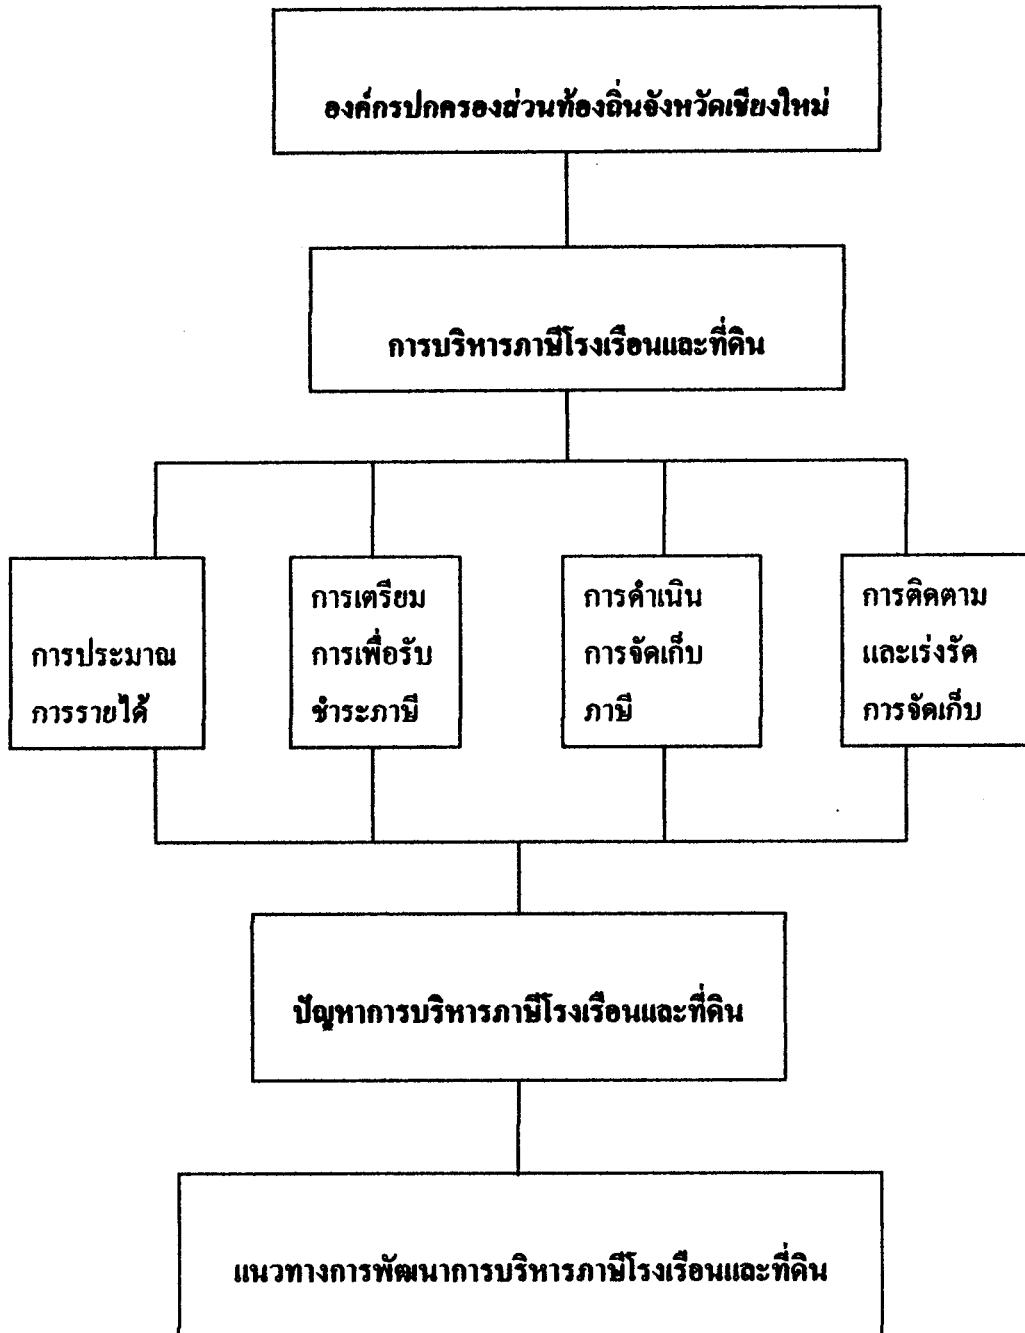 องค์กรปกครองส่วนท้องถิ่นจังหวัดเชียงใหม่
การบริหารภาษีโรงเรือนและที่ดิน
การประมาณ
การรายได้
การเตรียม
การเพื่อรับ
ชำระภาษี
การดำเนิน
การจัดเก็บ
ภาษี
การติดตาม
และเร่งรัด
การจัดเก็บ
ปัญหาการบริหารภาษีโรงเรือนและที่ดิน
แนวทางการพัฒนาการบริหารภาษีโรงเรือนและที่ดิน